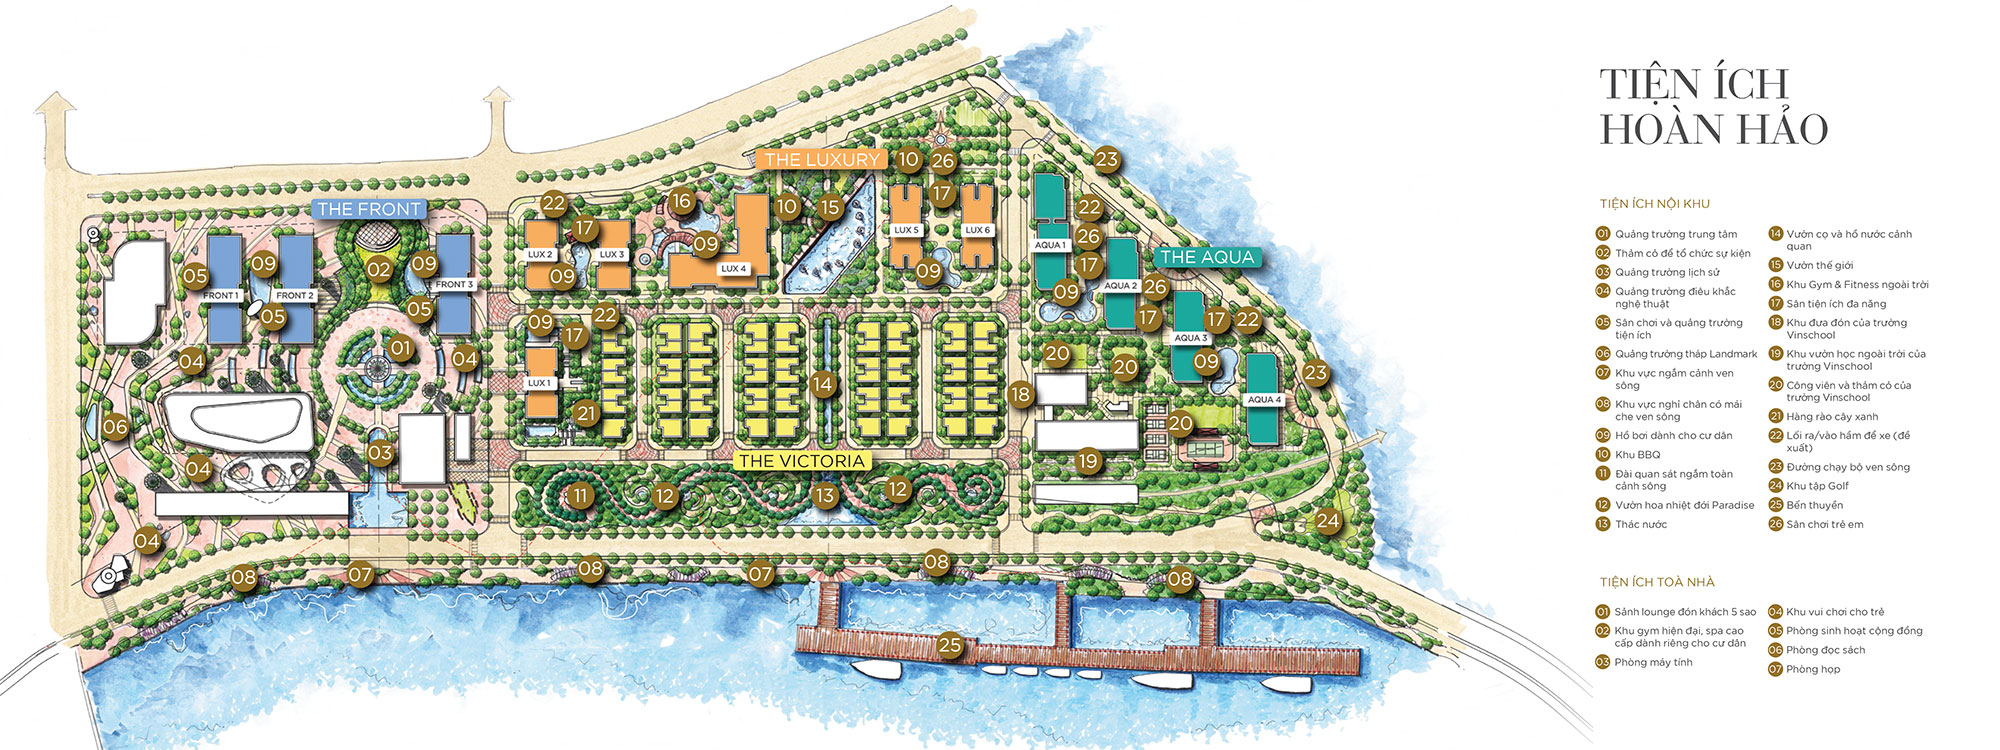 TIỆN ÍCH
HOÀN HẢO
TIỆN ÍCH NỘI KHU
01 Quảng trường trung tâm
02 Thảm cỏ để tổ chức sự kiện
03 Quảng trường lịch sử
04 Quảng trường điêu khắc
nghệ thuật
05 Sân chơi và quảng trường
tiện ích
06 Quảng trường tháp Landmark
07 Khu vực ngắm cảnh ven
sông
08 Khu vực nghỉ chân có mái
che ven sông
09 Hồ bơi dành cho cư dân
10 Khu BBQ
11 Đài quan sát ngắm toàn
cảnh sông
12 Vườn hoa nhiệt đới Paradise
13 Thác nước
14 Vườn cọ và hồ nước cảnh
quan
15 Vườn thế giới
16 Khu Gym & Fitness ngoài trời
17 Sân tiện ích đa năng
18 Khu đưa đón của trường
Vinschool
19 Khu vườn học ngoài trời của
trường Vinschool
20 Công viên và thảm cỏ của
trường Vinschool
21 Hàng rào cây xanh
22 Lối ra/vào hầm để xe (đề
xuất)
23 Đường chạy bộ ven sông
24 Khu tập Golf
25 Bến thuyền
26 Sân chơi trẻ em
TIỆN ÍCH TOÀ NHÀ
01 Sảnh lounge đón khách 5 sao
02 Khu gym hiện đại, spa cao
cấp dành riêng cho cư dân
03 Phòng máy tính
04 Khu vui chơi cho trẻ
05 Phòng sinh hoạt cộng đồng
06 Phòng đọc sách
07 Phòng họp
THE FRONT
05
09
02
09
FRONT 1
FRONT 2
FRONT 3
05
05
04
01
04
06
03
04
04
THE LUXURY
22
17
16
10
15
10
26
17
LUX 2
LUX 3
09
09
LUX 4
LUX 5
LUX 6
09
09
17
22
LUX 1
21
14
THE VICTORIA
11
12
13
12
THE AQUA
23
22
AQUA 1
26
17
09
AQUA 2
26
17
AQUA 3
17
22
09
AQUA 4
23
20
20
18
20
19
24
08
07
08
07
08
08
25